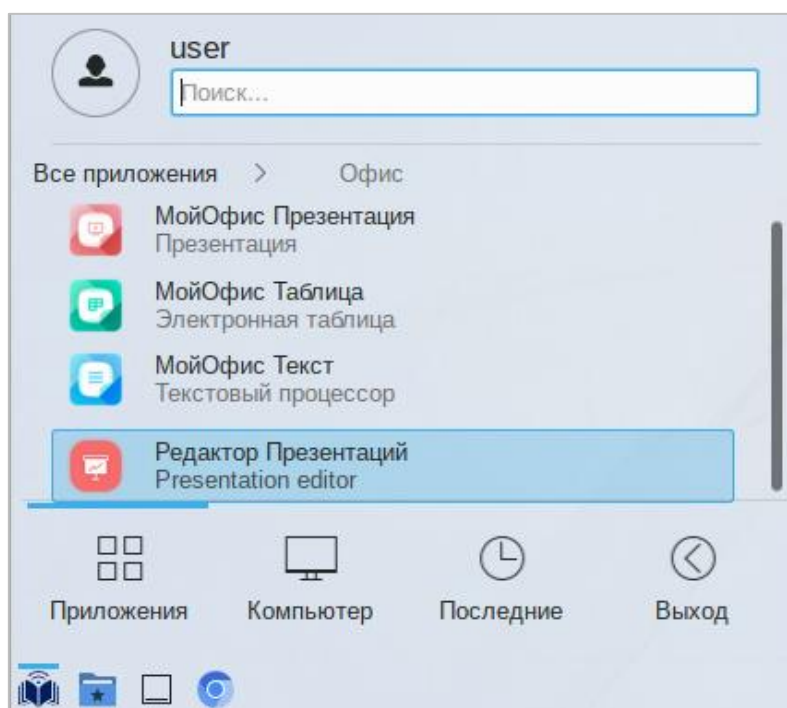 user
Поиск...
Все приложения > Офис
МойОфис Презентация
Презентация
МойОфис Таблица
Электронная таблица
МойОфис Текст
Текстовый процессор
Редактор Презентаций
Presentation editor
Приложения Компьютер Последние Выход